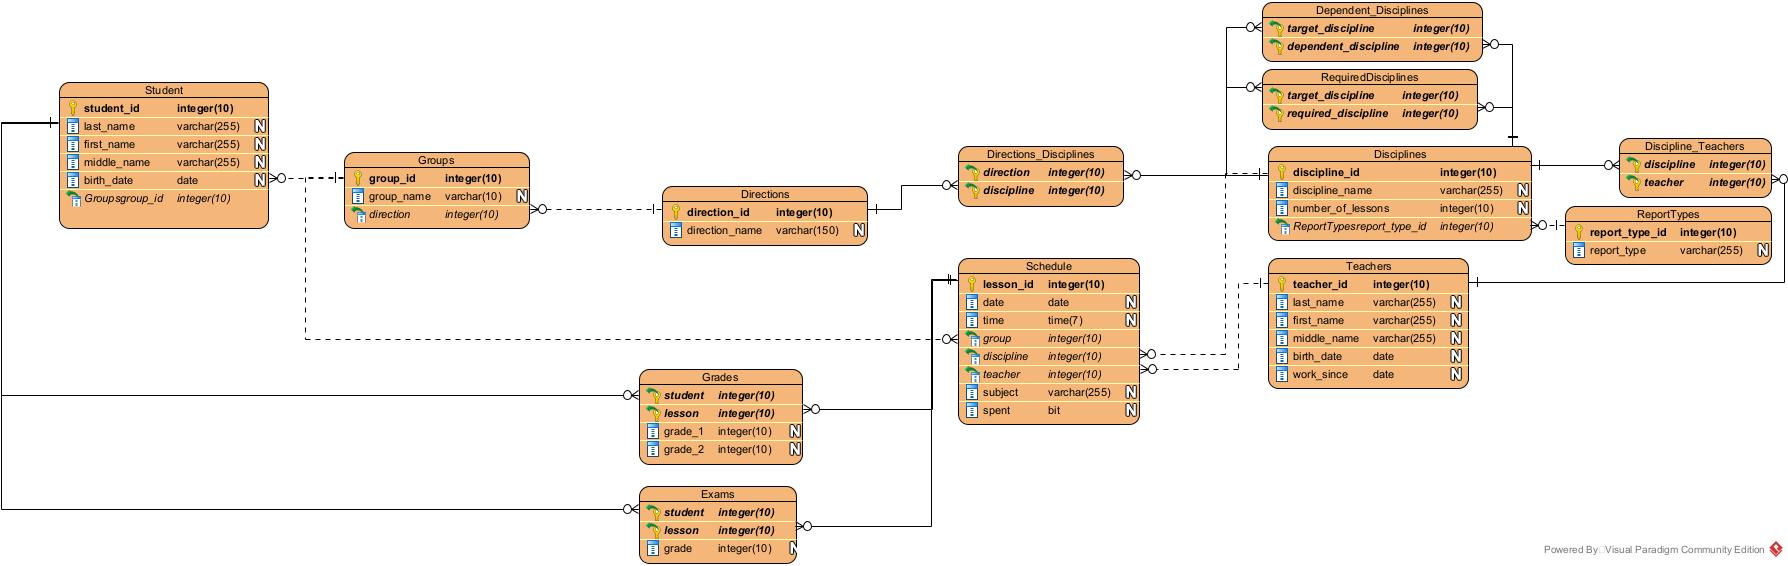 Dependent_Disciplines
target_discipline integer(10)
dependent_discipline integer(10)
RequiredDisciplines
target_discipline integer(10)
required_discipline integer(10)
Student
student_id integer(10)
last_name varchar(255) N
first_name varchar(255) N
middle_name varchar(255) N
birth_date date N
Groupsgroup_id integer(10)
Groups
group_id integer(10)
group_name varchar(10) N
direction integer(10)
Directions
direction_id integer(10)
direction_name varchar(150) N
Directions_Disciplines
direction integer(10)
discipline integer(10)
Disciplines
discipline_id integer(10)
discipline_name varchar(255) N
number_of_lessons integer(10) N
ReportTypesreport_type_id integer(10)
Discipline_Teachers
discipline integer(10)
teacher integer(10)
ReportTypes
report_type_id integer(10)
report_type varchar(255) N
Schedule
lesson_id integer(10)
date date N
time time(7) N
group integer(10)
discipline integer(10)
teacher integer(10)
subject varchar(255) N
spent bit N
Teachers
teacher_id integer(10)
last_name varchar(255) N
first_name varchar(255) N
middle_name varchar(255) N
birth_date date N
work_since date N
Grades
student integer(10)
lesson integer(10)
grade_1 integer(10) N
grade_2 integer(10) N
Exams
student integer(10)
lesson integer(10)
grade integer(10) N
Powered By□Visual Paradigm Community Edition